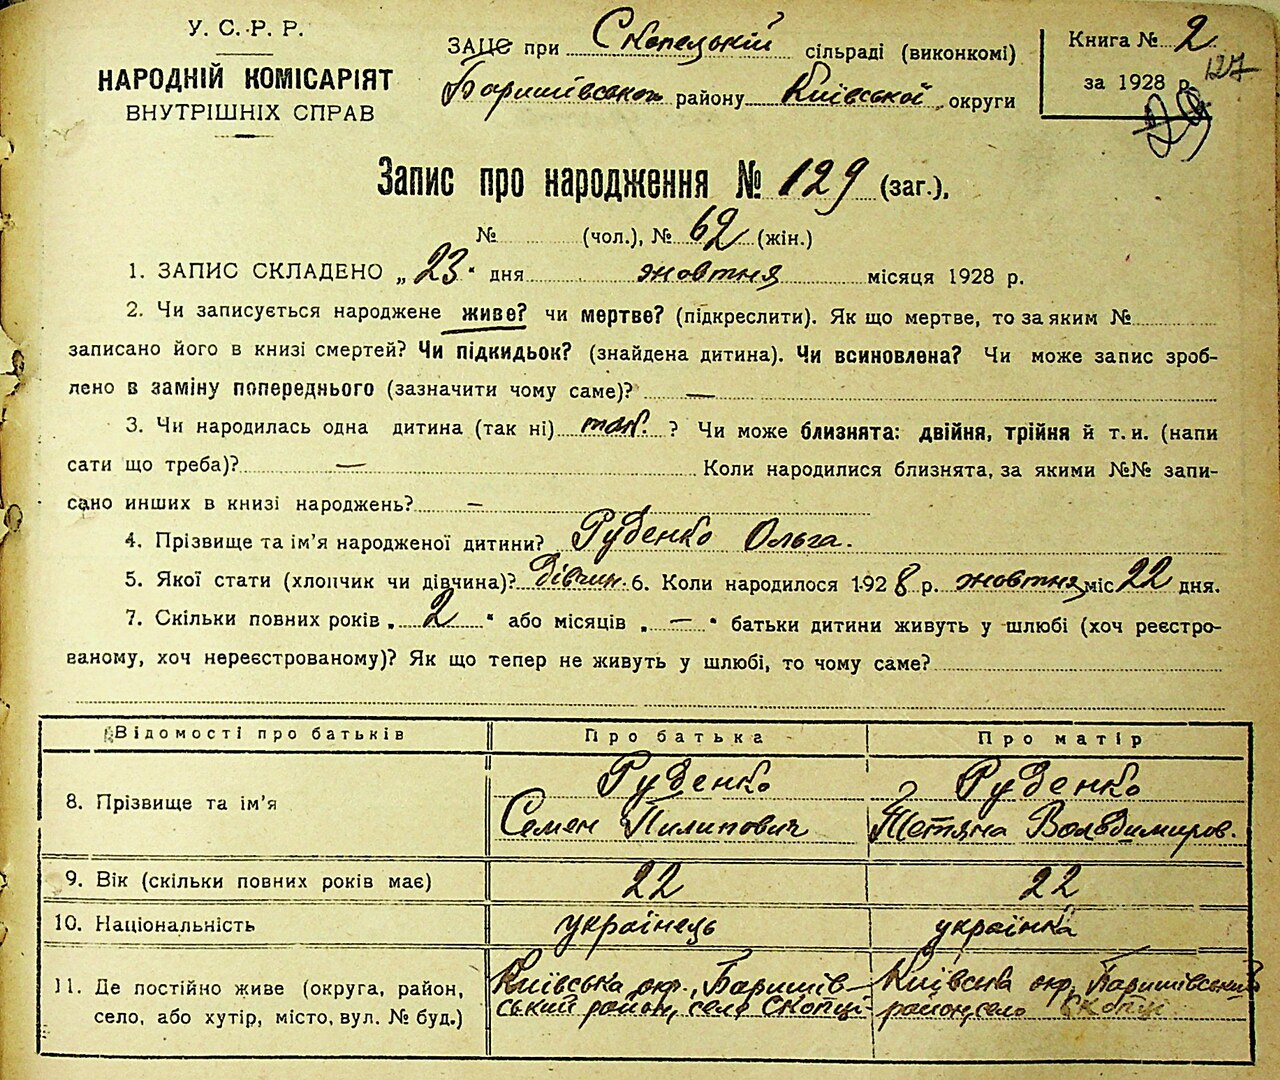 У. С. Р. Р.
НАРОДНІЙ КОМІСАРІЯТ
ВНУТРІШНІХ СПРАВ
ЗАЦС при Скопецькій сільраді (виконкомі)
Баришівського району Київської округи
Книга № 2
за 1928 р.
127
Запис про народження № 129 (заг.),
№ (чол.), № 62 (жін.)
1. ЗАПИС СКЛАДЕНО „23" дня жовтня місяця 1928 р.
2. Чи записується народжене живе? чи мертве? (підкреслити). Як що мертве, то за яким №
записано його в книзі смертей? Чи підкидьок? (знайдена дитина). Чи всиновлена? Чи може запис зроб-
лено в заміну попереднього (зазначити чому саме)? —
3. Чи народилась одна дитина (так ні) так. ? Чи може близнята: двійня, трійня й т. и. (напи
сати що треба)? — Коли народилися близнята, за якими №№ запи-
сано инших в книзі народжень? —
4. Прізвище та ім'я народженої дитини? Руденко Ольга.
5. Якої стати (хлопчик чи дівчина)? дівчин. 6. Коли народилося 1928 р. жовтня міс 22 дня.
7. Скільки повних років „ 2 " або місяців „ — " батьки дитини живуть у шлюбі (хоч реєстро-
ваному, хоч нереєстрованому)? Як що тепер не живуть у шлюбі, то чому саме?
Відомості про батьків Про батька Про матір
8. Прізвище та ім'я Руденко Семен Пилипович Руденко Тетяна Володимиров.
9. Вік (скільки повних років має) 22 22
10. Національність українець українка
11. Де постійно живе (округа, район, Київська окр., Баришів- Київська окр, Баришівський
село, або хутір, місто, вул. № буд.) ський район, село Скопці район, село Скопці